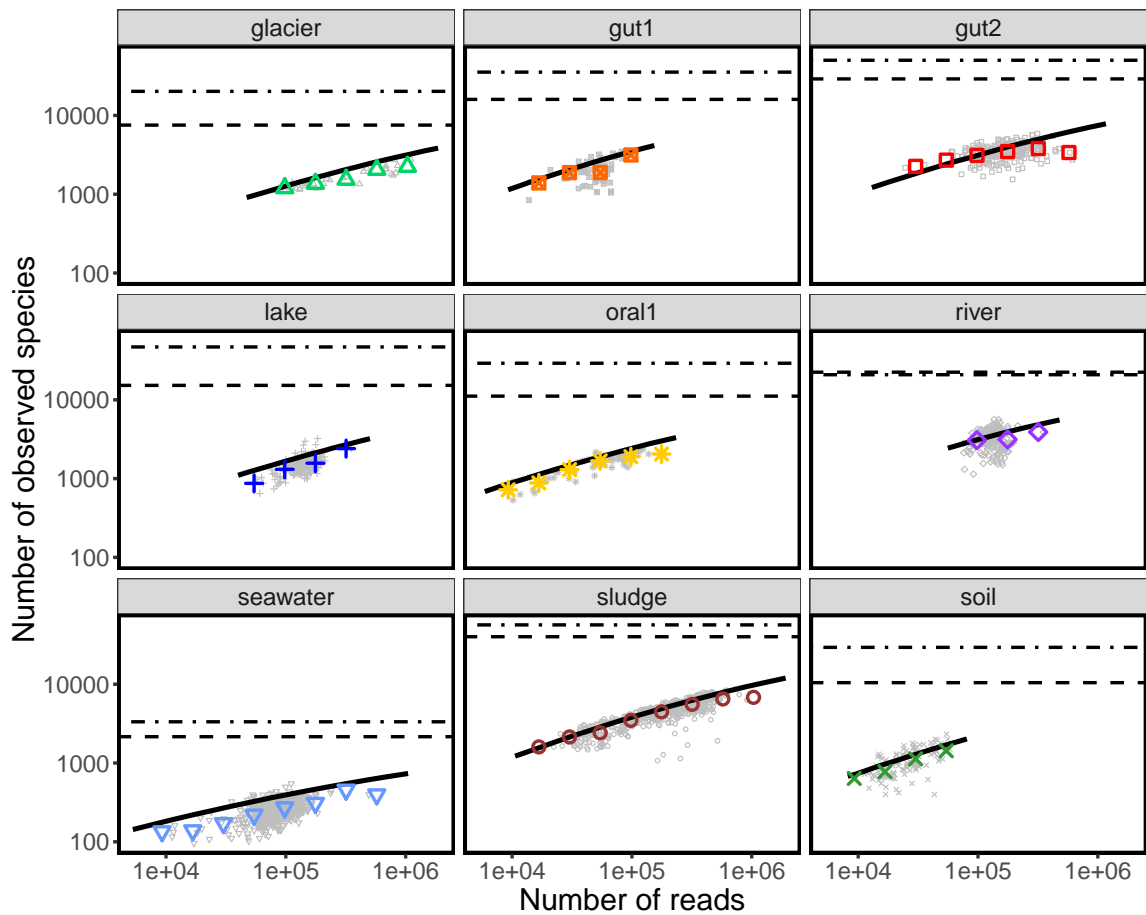 glacier
gut1
gut2
10000
1000
100
lake
oral1
river
10000
1000
100
seawater
sludge
soil
10000
1000
100
1e+04
1e+05
1e+06
1e+04
1e+05
1e+06
1e+04
1e+05
1e+06
Number of reads
Number of observed species